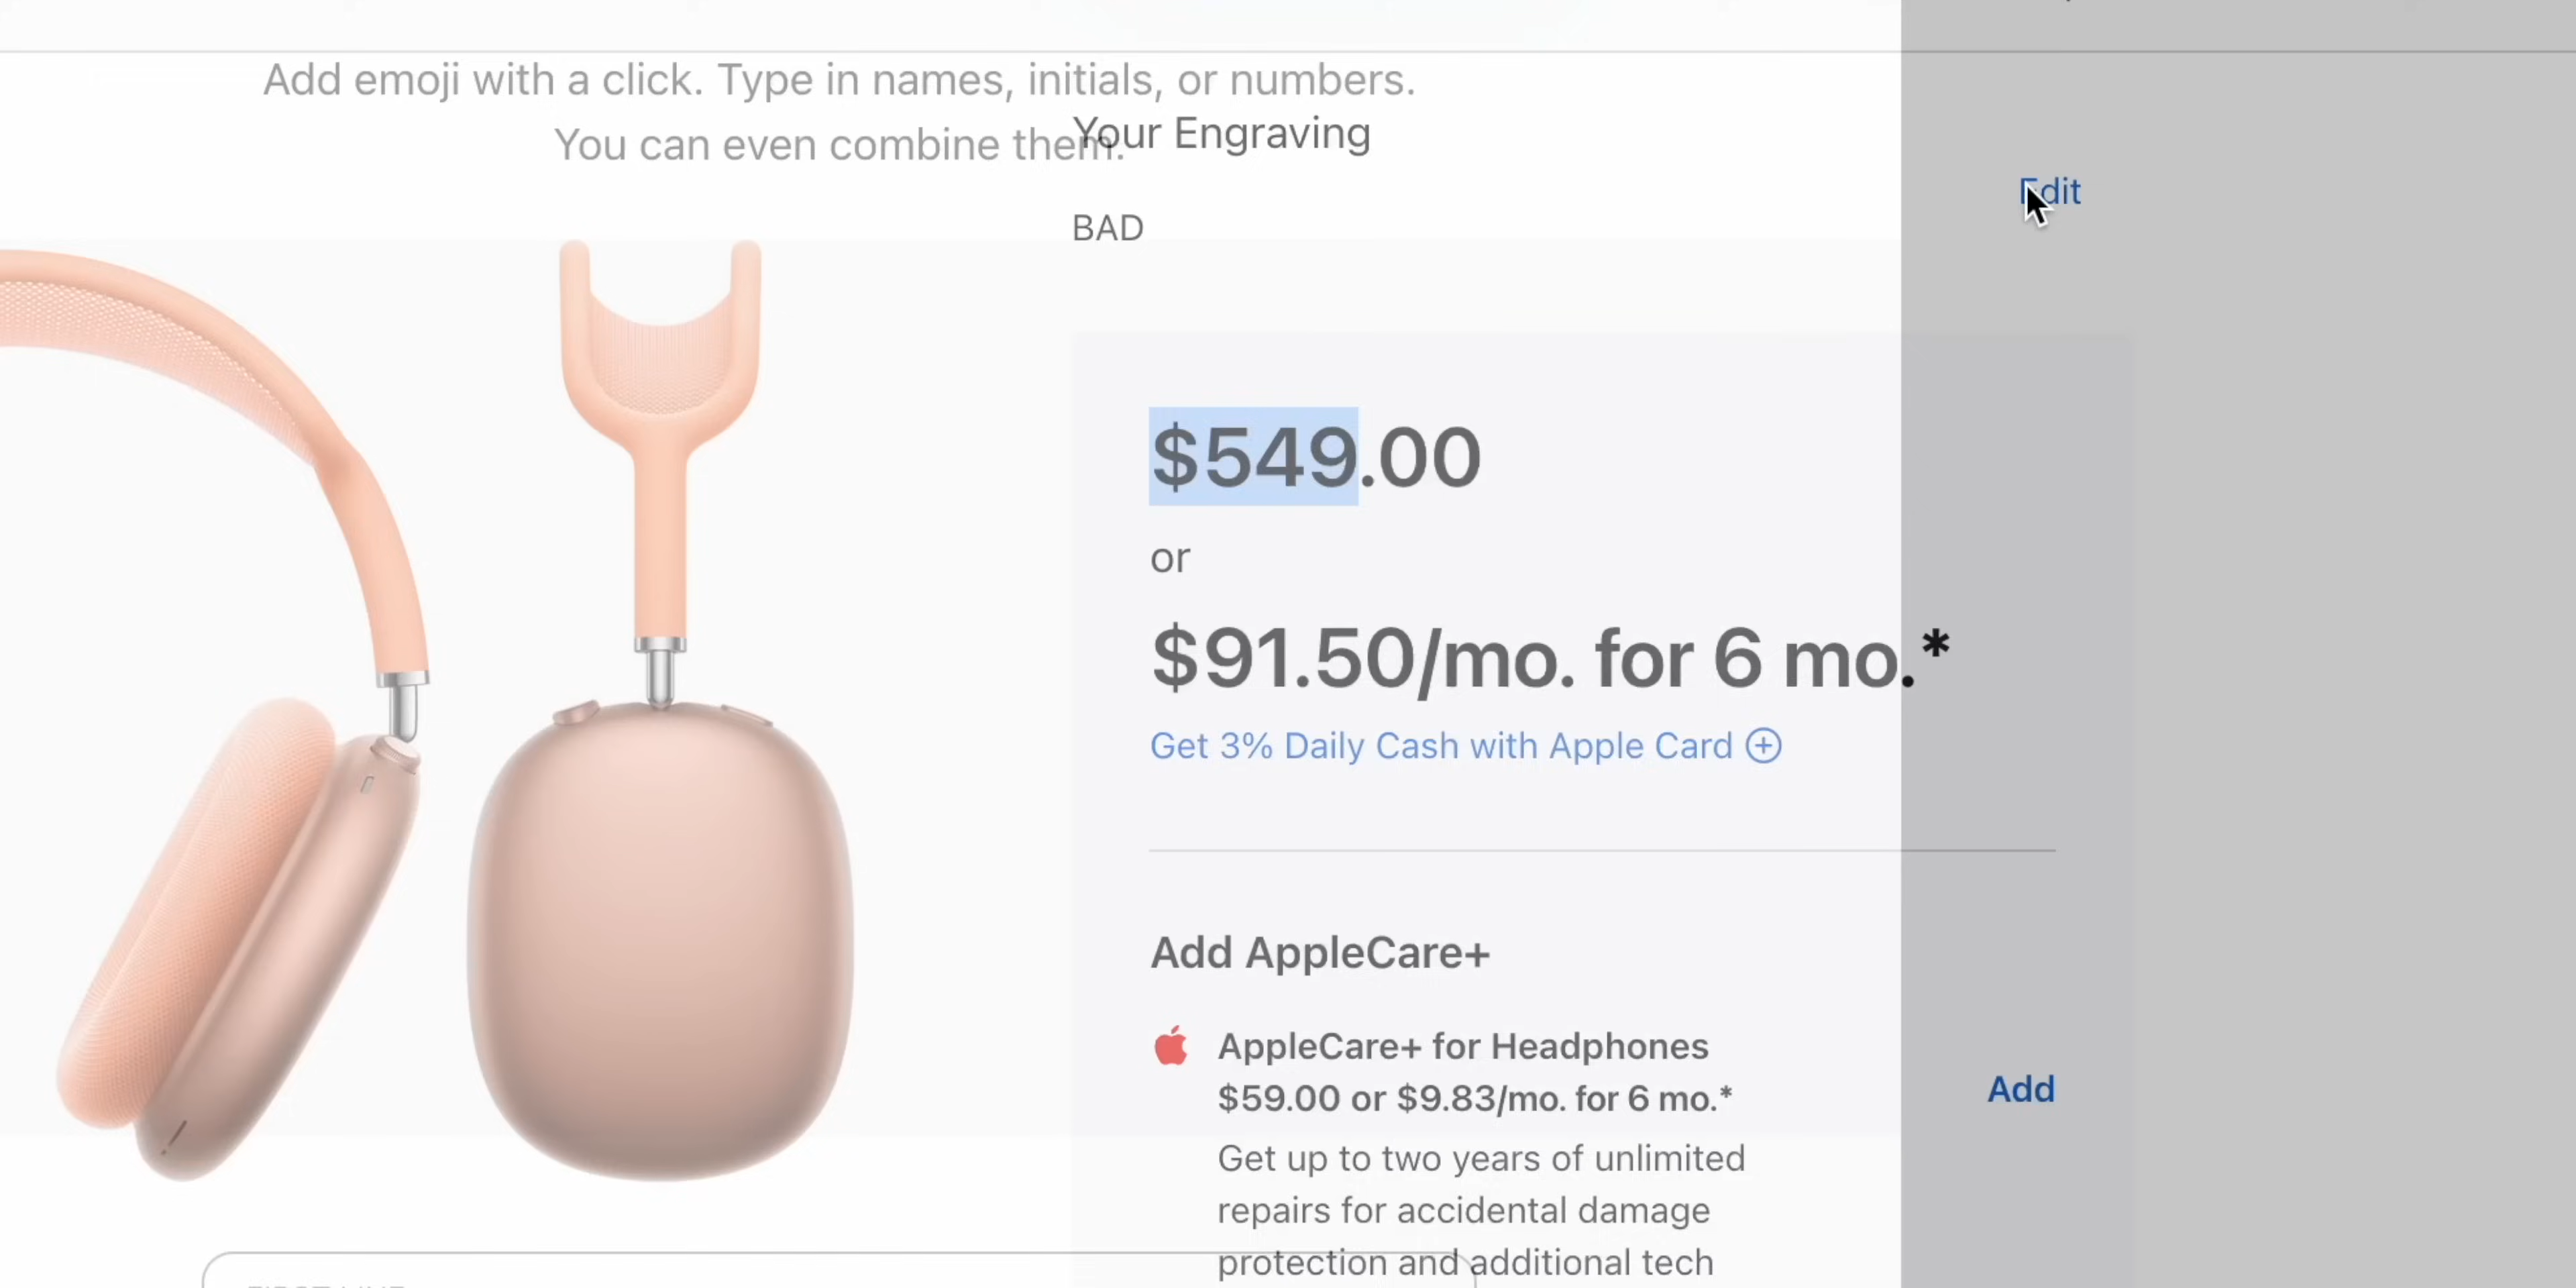 Add emoji with a click. Type in names, initials, or numbers.
You can even combine them.
Your Engraving
BAD
Edit
$549.00
or
$91.50/mo. for 6 mo.*
Get 3% Daily Cash with Apple Card
Add AppleCare+
AppleCare+ for Headphones
$59.00 or $9.83/mo. for 6 mo.*
Add
Get up to two years of unlimited
repairs for accidental damage
protection and additional tech